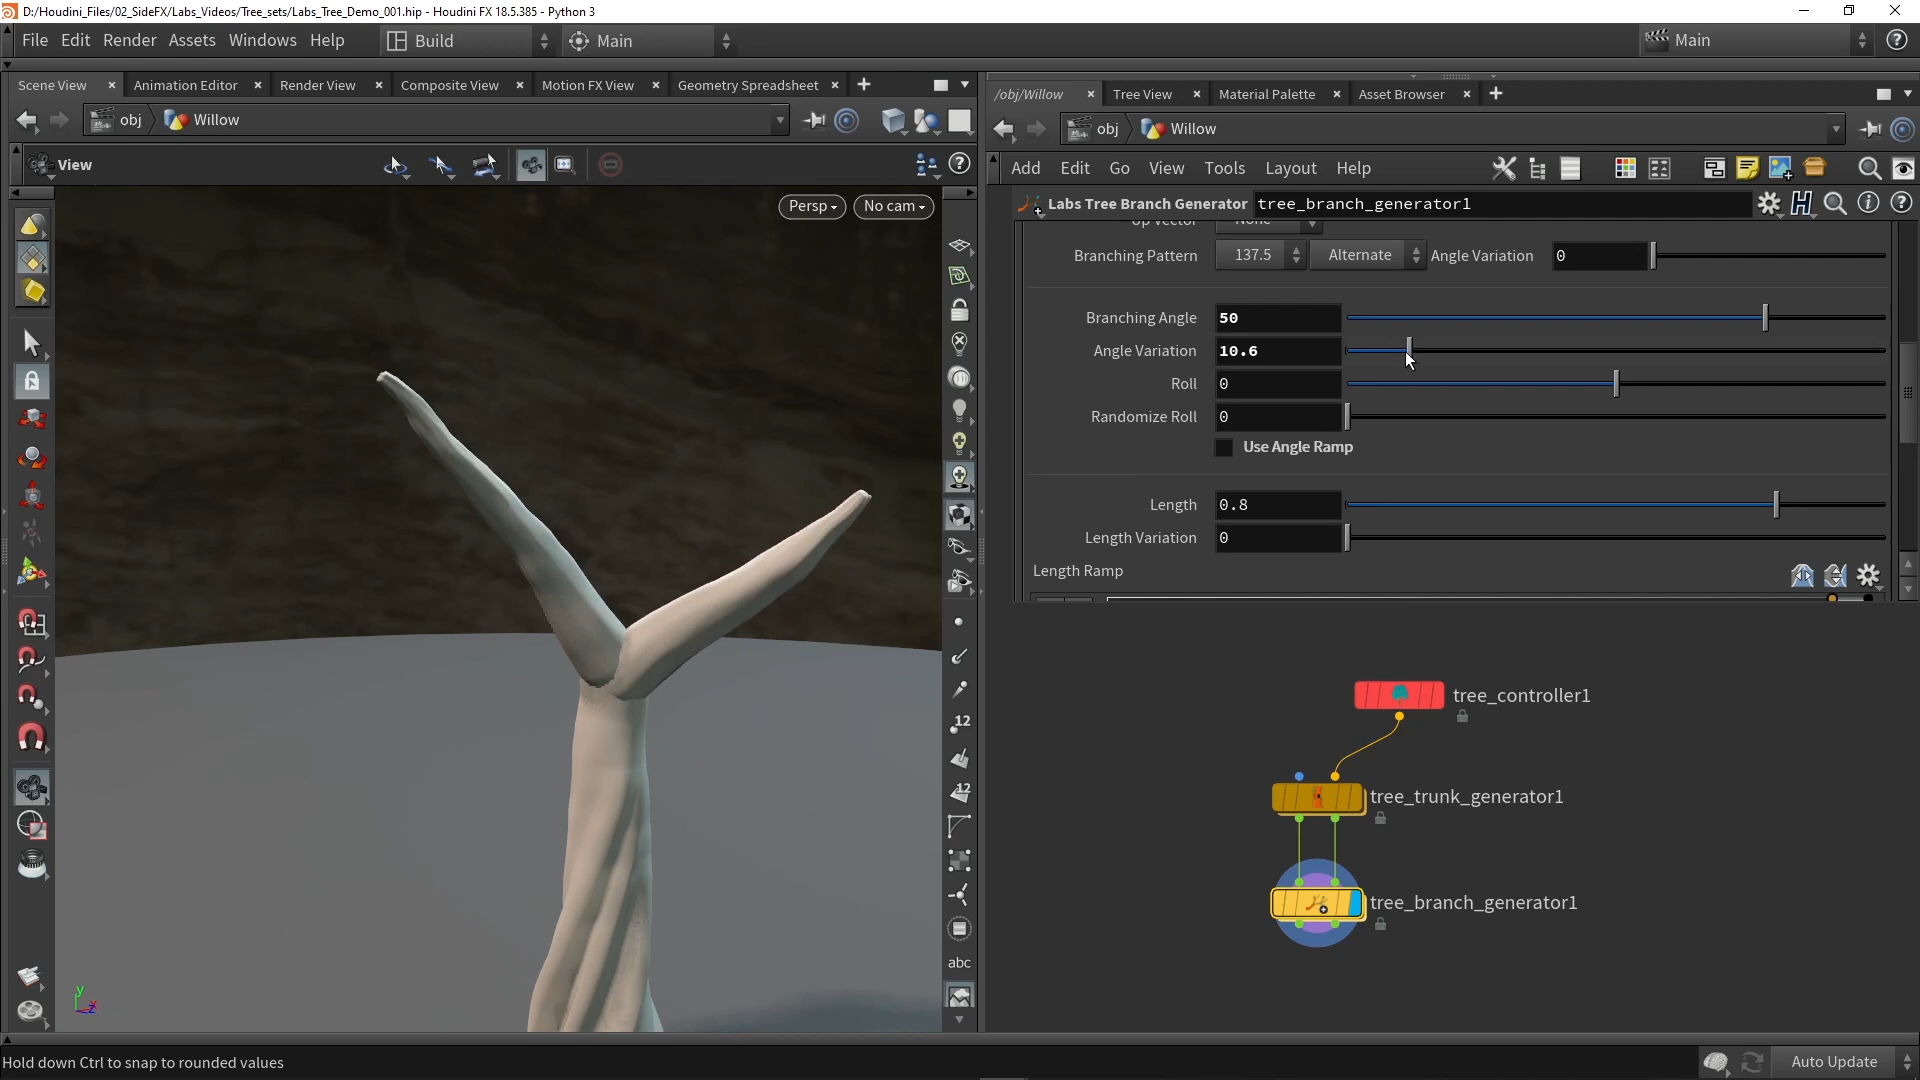 D:/Houdini_Files/02_SideFX/Labs_Videos/Tree_sets/Labs_Tree_Demo_001.hip - Houdini FX 18.5.385 - Python 3
File Edit Render Assets Windows Help Build Main Main
Scene View Animation Editor Render View Composite View Motion FX View Geometry Spreadsheet
obj Willow
View
Persp No cam
/obj/Willow Tree View Material Palette Asset Browser
obj Willow
Add Edit Go View Tools Layout Help
Labs Tree Branch Generator tree_branch_generator1
Up Vector None
Branching Pattern 137.5 Alternate Angle Variation 0
Branching Angle 50
Angle Variation 10.6
Roll 0
Randomize Roll 0
Use Angle Ramp
Length 0.8
Length Variation 0
Length Ramp
12
12
abc
y
x
z
tree_controller1
tree_trunk_generator1
tree_branch_generator1
Hold down Ctrl to snap to rounded values
Auto Update